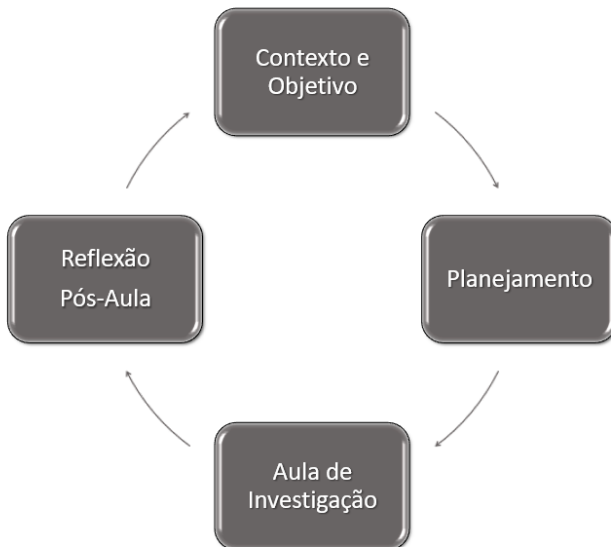 Contexto e
Objetivo
Planejamento
Aula de
Investigação
Reflexão
Pós-Aula